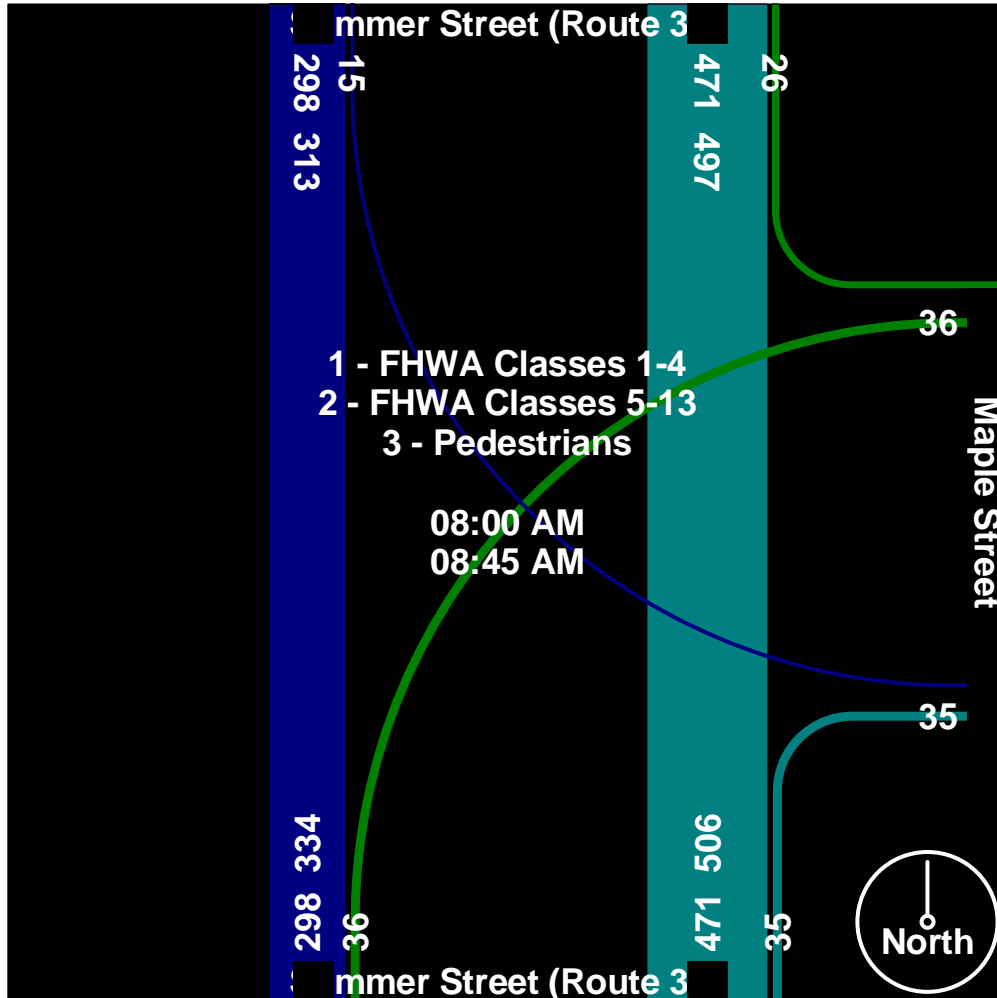 mmer Street (Route 3
298 313
15
471 497
26
36
1 - FHWA Classes 1-4
2 - FHWA Classes 5-13
3 - Pedestrians
Maple Street
08:00 AM
08:45 AM
35
298 334
36
471 506
35
North
mmer Street (Route 3